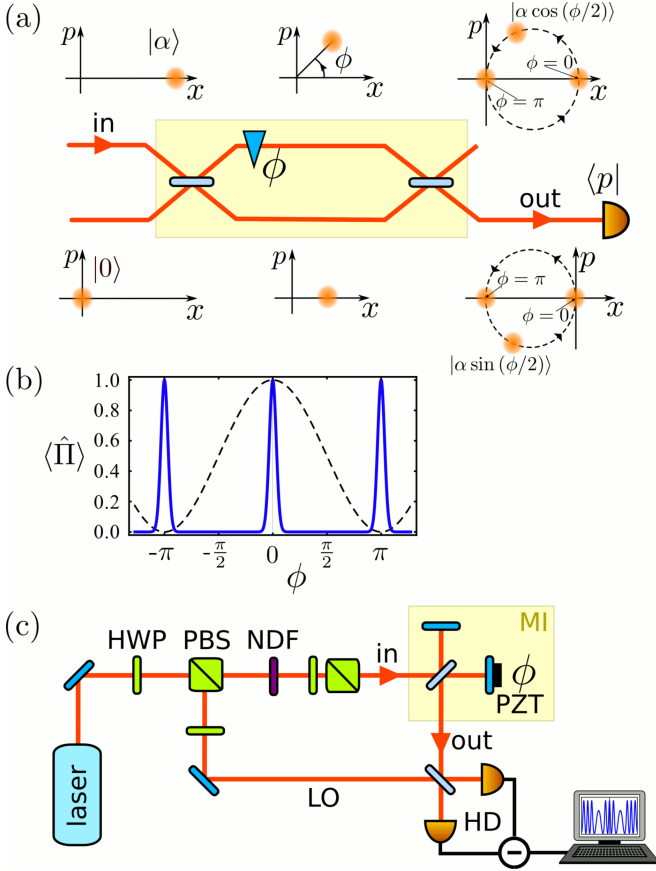 (a)
p
|α⟩
x
p
ϕ
x
p
|α cos (ϕ/2)⟩
ϕ = 0
ϕ = π
x
in
ϕ
out
⟨p|
p
|0⟩
x
p
x
p
ϕ = π
ϕ = 0
x
|α sin (ϕ/2)⟩
(b)
⟨Π̂⟩
1.0
0.8
0.6
0.4
0.2
0.0
-π -π/2 0 π/2 π
ϕ
(c)
HWP PBS NDF
in
MI
ϕ
PZT
out
laser
LO
HD
−